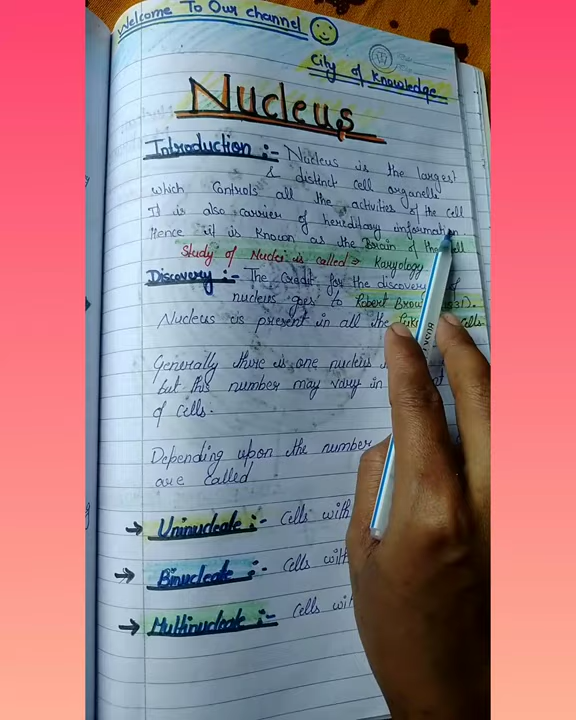 Welcome To Our Channel
City of Knowledge
Nucleus
Introduction :- Nucleus is the largest
& distinct cell organelle
which controls all the activities of the cell
It is also carrier of hereditary information.
Hence it is known as the Brain of the cell
Study of Nuclei is called → Karyology
Discovery :- The Credit for the discovery of
nucleus goes to Robert Brow 1931).
Nucleus is present in all the cells
Generally there is one nucleus
but this number may vary in
of cells.
Depending upon the number
are called
→ Uninucleate :- Cells with
→ Binucleate :- Cells with
→ Multinucleate :- Cells wit